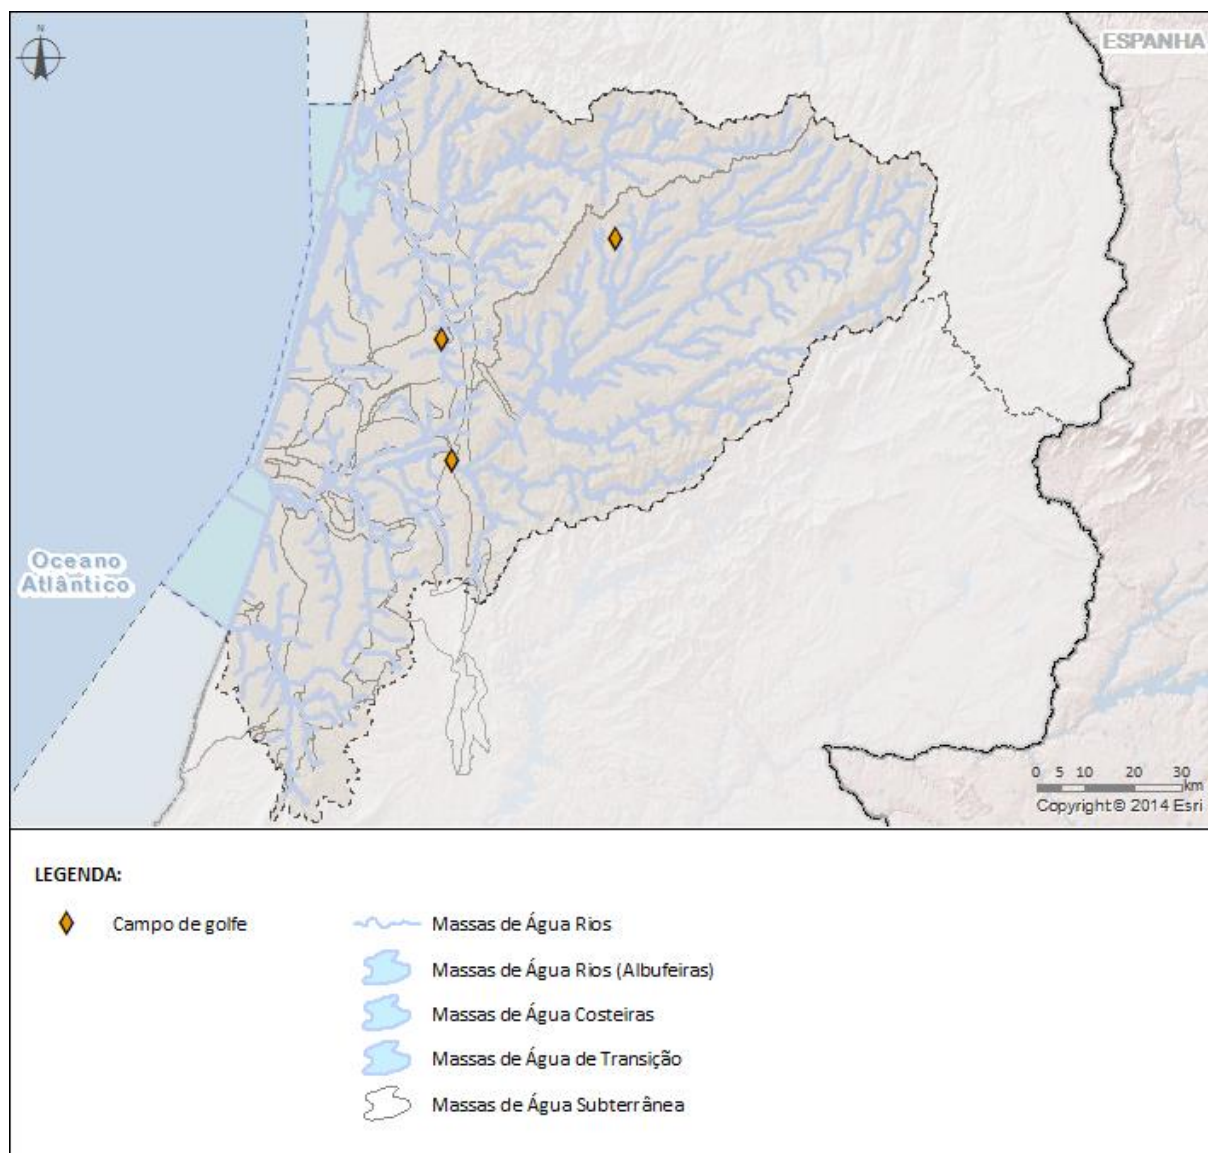 N
ESPANHA
Oceano
Atlântico
0 5 10 20 30
km
Copyright © 2014 Esri
LEGENDA:
Campo de golfe
Massas de Água Rios
Massas de Água Rios (Albufeiras)
Massas de Água Costeiras
Massas de Água de Transição
Massas de Água Subterrânea